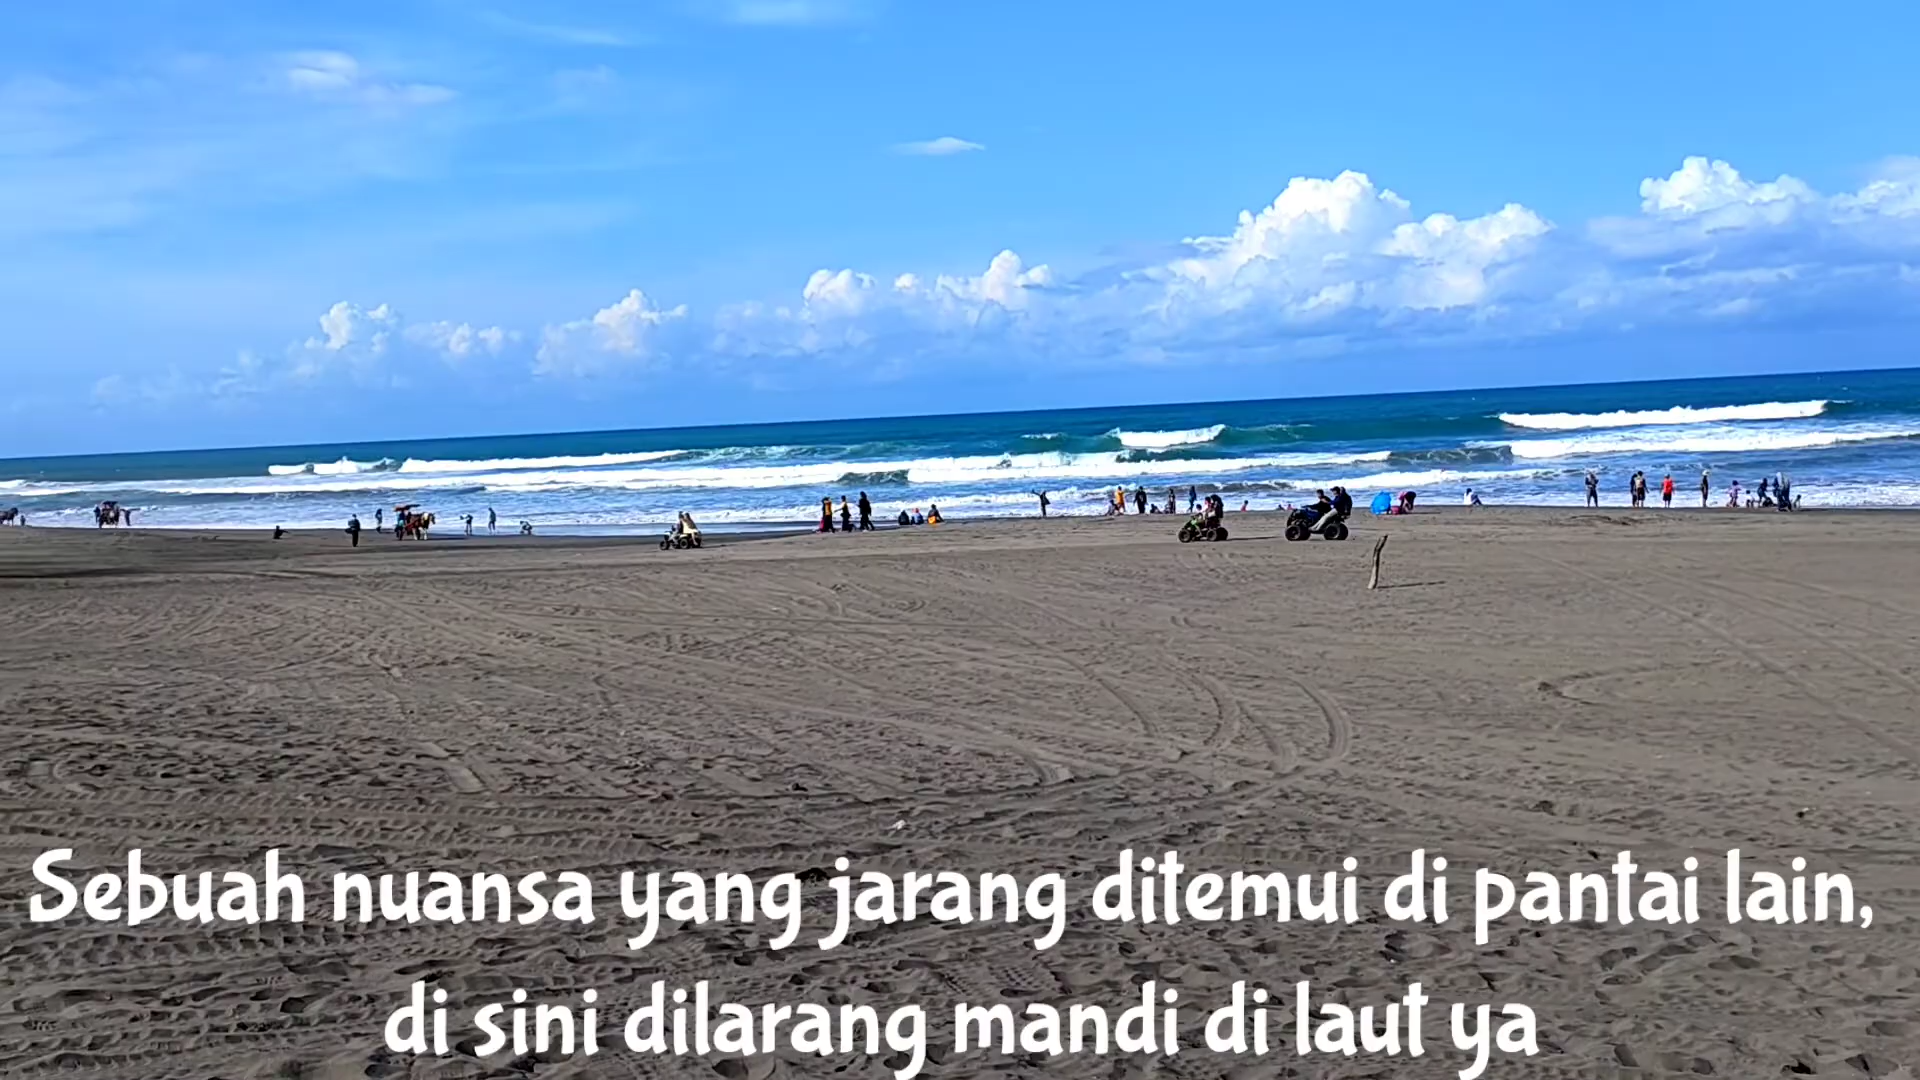 Sebuah nuansa yang jarang ditemui di pantai lain,
di sini dilarang mandi di laut ya